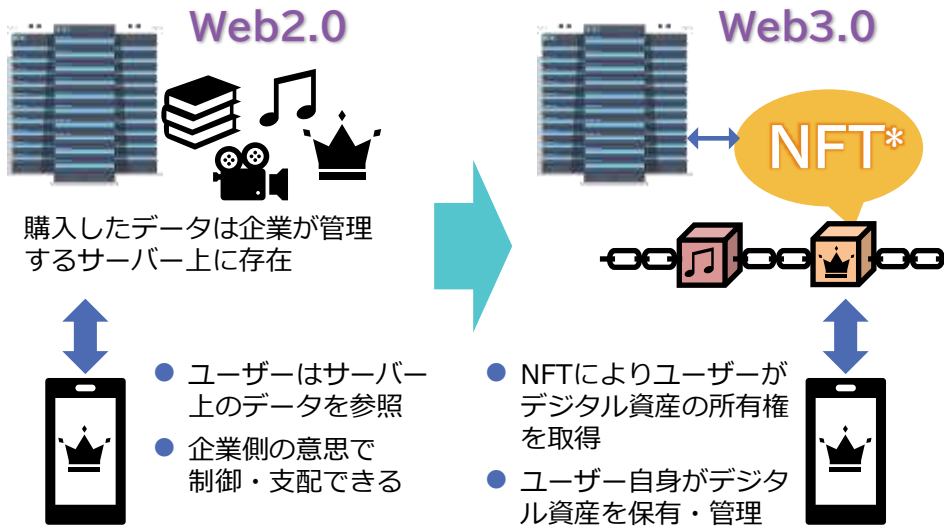 Web2.0
購入したデータは企業が管理
するサーバー上に存在
ユーザーはサーバー
上のデータを参照
企業側の意思で
制御・支配できる
Web3.0
NFT*
NFTによりユーザーが
デジタル資産の所有権
を取得
ユーザー自身がデジタ
ル資産を保有・管理